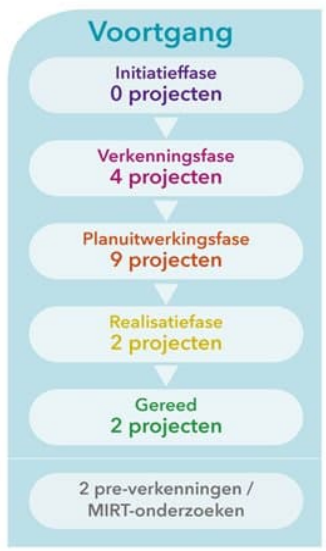 Voortgang
Initiatieffase
0 projecten
Verkenningsfase
4 projecten
Planuitwerkingsfase
9 projecten
Realisatiefase
2 projecten
Gereed
2 projecten
2 pre-verkenningen /
MIRT-onderzoeken